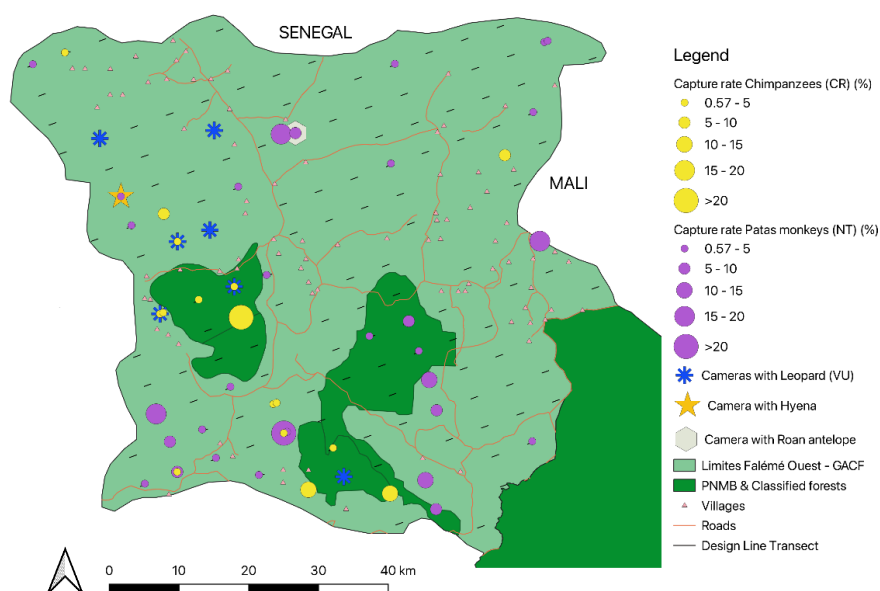 SENEGAL
MALI
Legend
Capture rate Chimpanzees (CR) (%)
0.57 - 5
5 - 10
10 - 15
15 - 20
>20
Capture rate Patas monkeys (NT) (%)
0.57 - 5
5 - 10
10 - 15
15 - 20
>20
Cameras with Leopard (VU)
Camera with Hyena
Camera with Roan antelope
Limites Falémé Ouest - GACF
PNMB & Classified forests
Villages
Roads
Design Line Transect
0 10 20 30 40 km